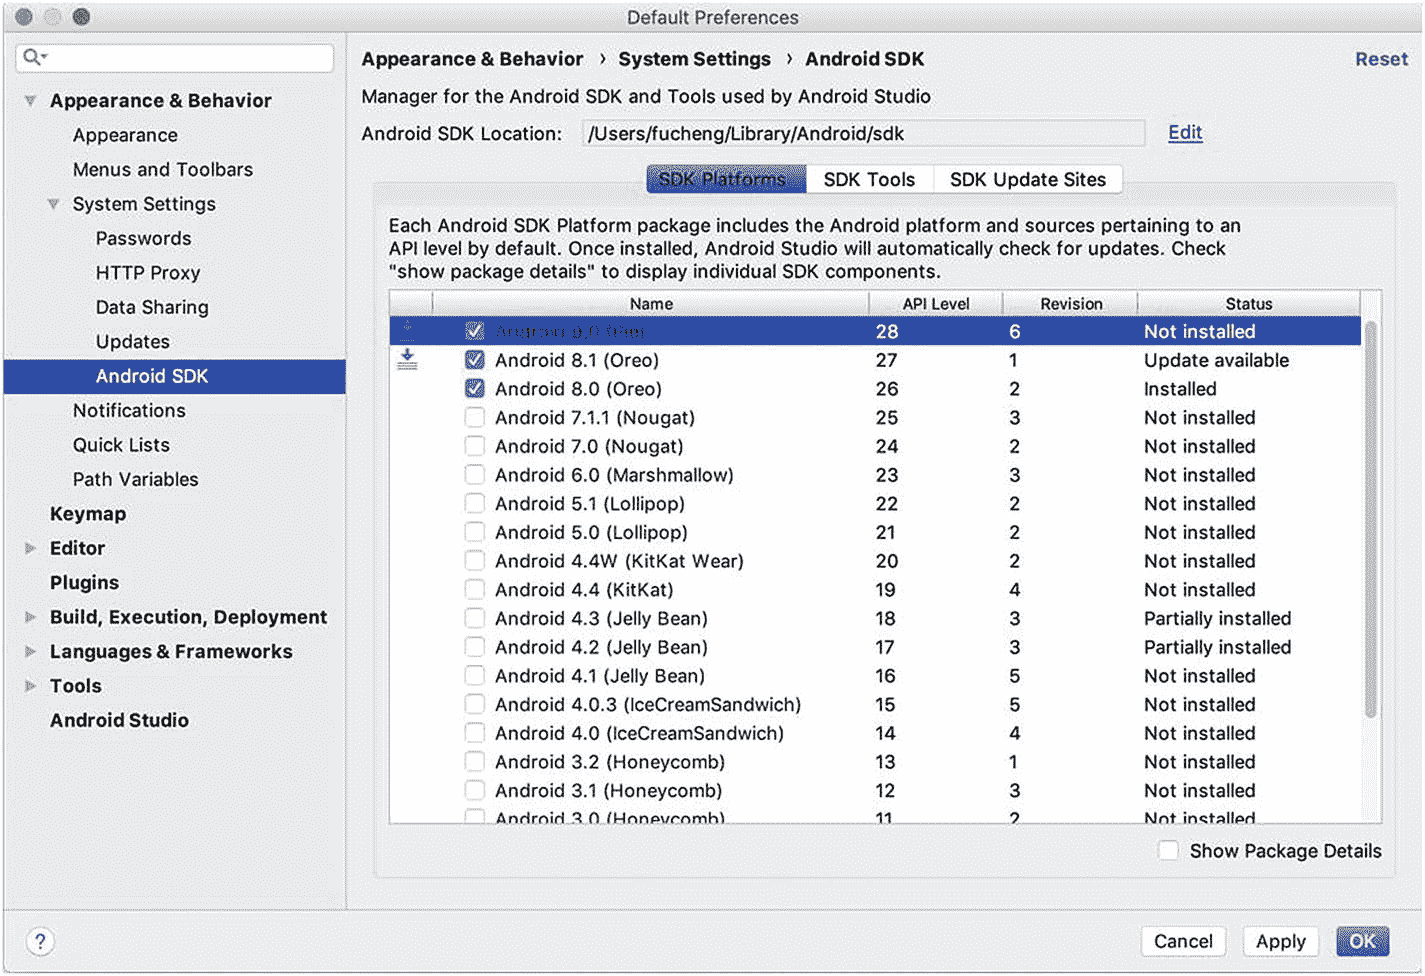 Default Preferences
Appearance & Behavior
Appearance
Menus and Toolbars
System Settings
Passwords
HTTP Proxy
Data Sharing
Updates
Android SDK
Notifications
Quick Lists
Path Variables
Keymap
Editor
Plugins
Build, Execution, Deployment
Languages & Frameworks
Tools
Android Studio
Appearance & Behavior › System Settings › Android SDK Reset
Manager for the Android SDK and Tools used by Android Studio
Android SDK Location: /Users/fucheng/Library/Android/sdk Edit
SDK Platforms SDK Tools SDK Update Sites
Each Android SDK Platform package includes the Android platform and sources pertaining to an
API level by default. Once installed, Android Studio will automatically check for updates. Check
"show package details" to display individual SDK components.
Name API Level Revision Status
Android 9.0 (Pie) 28 6 Not installed
Android 8.1 (Oreo) 27 1 Update available
Android 8.0 (Oreo) 26 2 Installed
Android 7.1.1 (Nougat) 25 3 Not installed
Android 7.0 (Nougat) 24 2 Not installed
Android 6.0 (Marshmallow) 23 3 Not installed
Android 5.1 (Lollipop) 22 2 Not installed
Android 5.0 (Lollipop) 21 2 Not installed
Android 4.4W (KitKat Wear) 20 2 Not installed
Android 4.4 (KitKat) 19 4 Not installed
Android 4.3 (Jelly Bean) 18 3 Partially installed
Android 4.2 (Jelly Bean) 17 3 Partially installed
Android 4.1 (Jelly Bean) 16 5 Not installed
Android 4.0.3 (IceCreamSandwich) 15 5 Not installed
Android 4.0 (IceCreamSandwich) 14 4 Not installed
Android 3.2 (Honeycomb) 13 1 Not installed
Android 3.1 (Honeycomb) 12 3 Not installed
Android 3.0 (Honeycomb) 11 2 Not installed
Show Package Details
? Cancel Apply OK